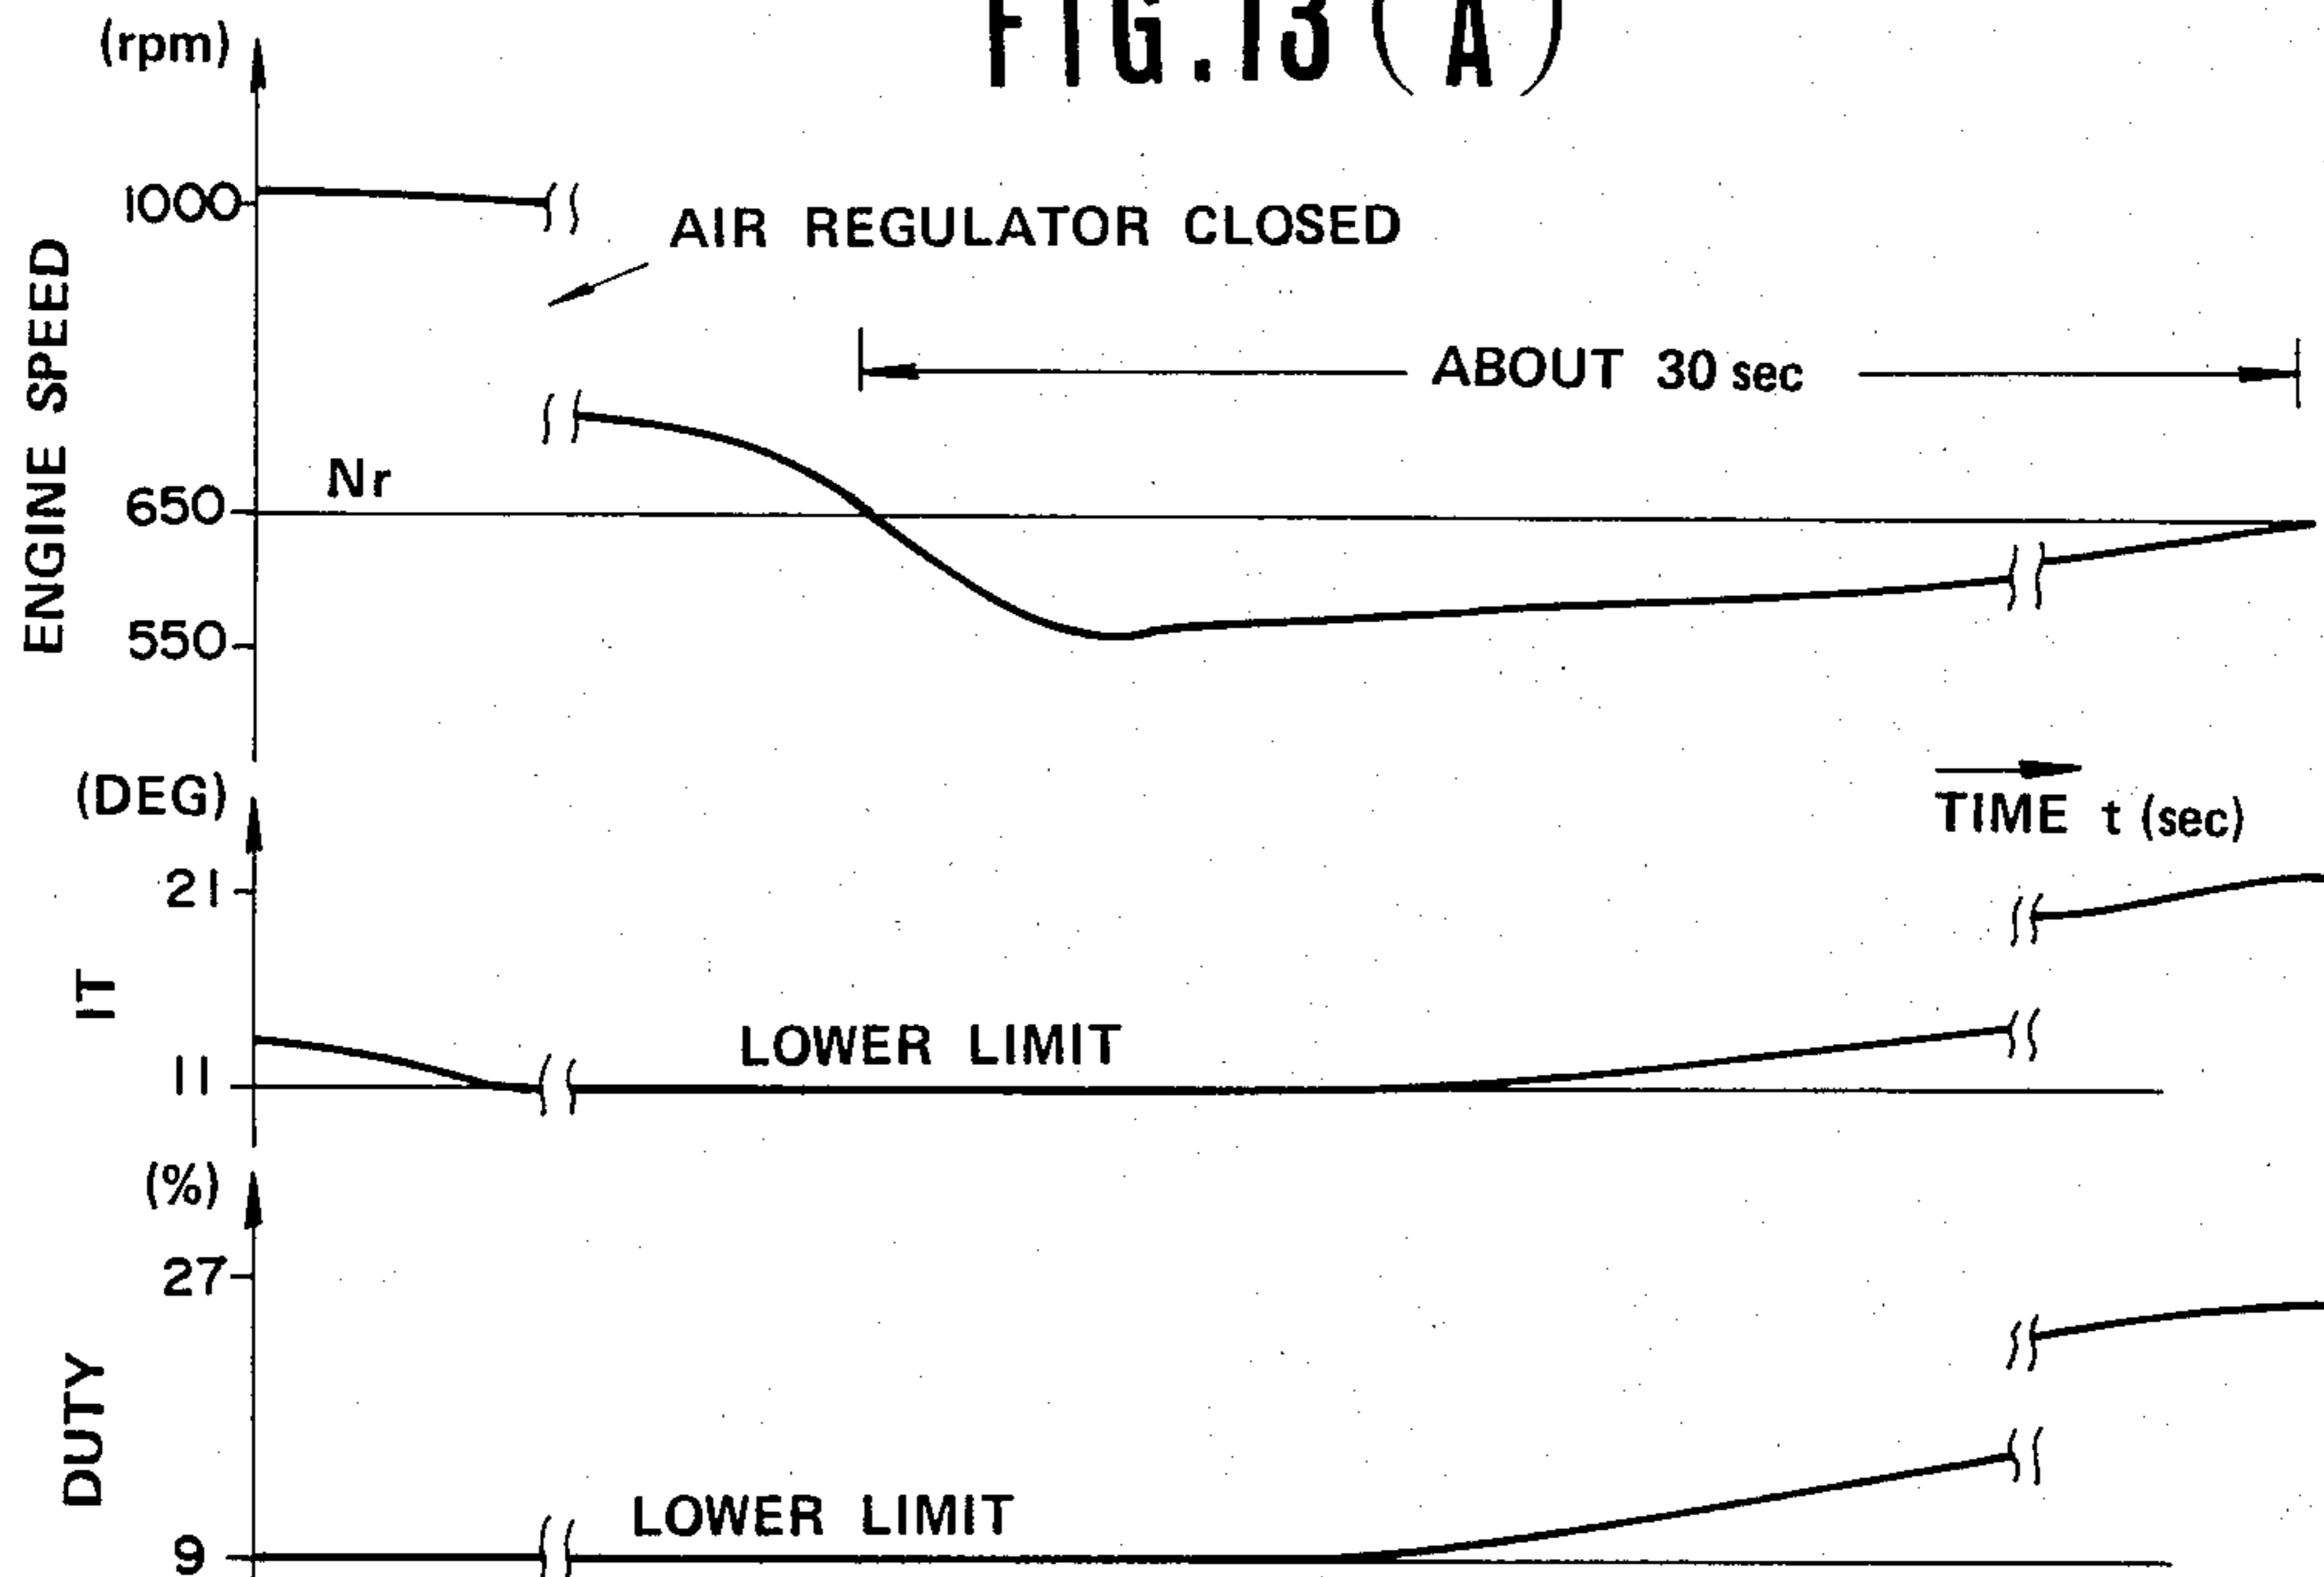 FIG.13(A)
(rpm)
1000
AIR REGULATOR CLOSED
ABOUT 30 sec
ENGINE SPEED
Nr
650
550
(DEG)
TIME t (sec)
21
IT
LOWER LIMIT
11
(%)
27
DUTY
LOWER LIMIT
9